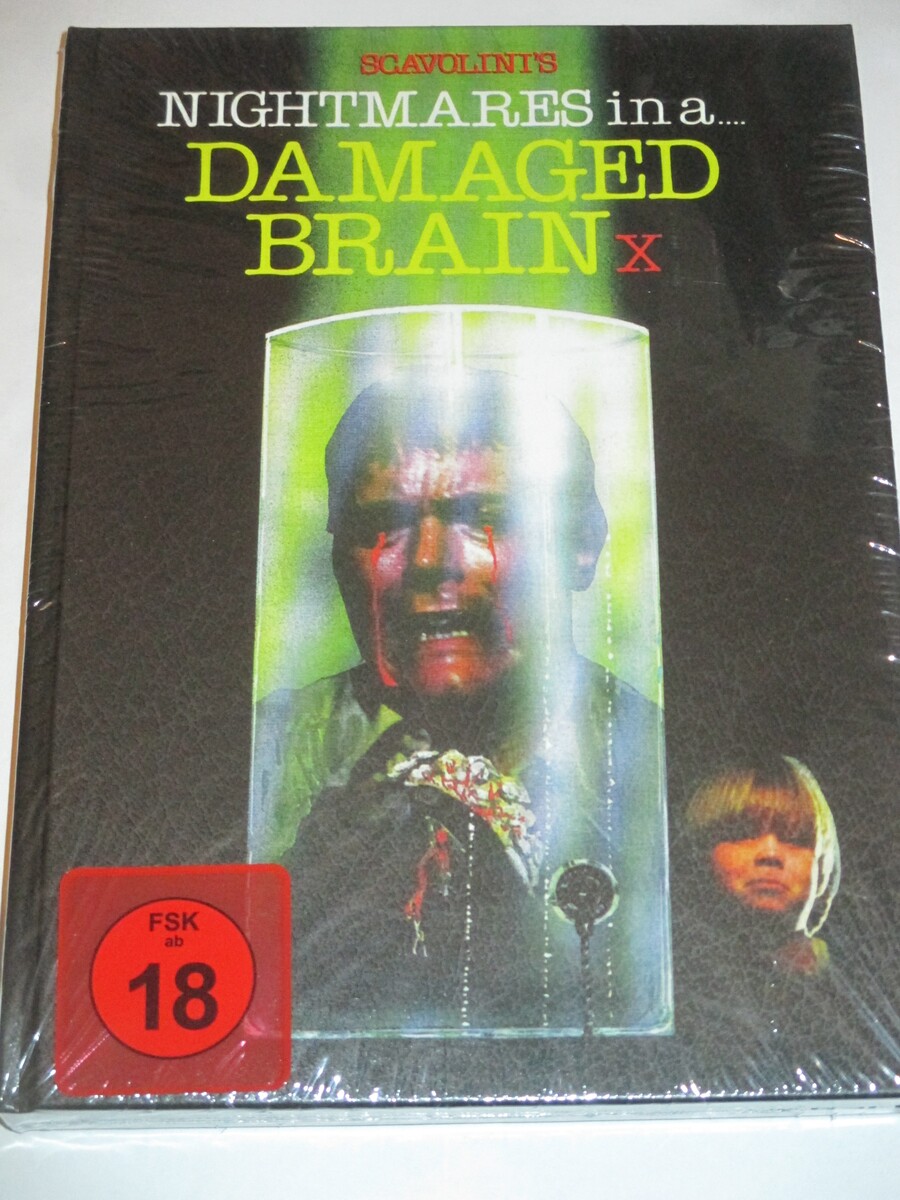 SCAVOLINI'S
NIGHTMARES in a....
DAMAGED
BRAIN X
FSK
ab
18